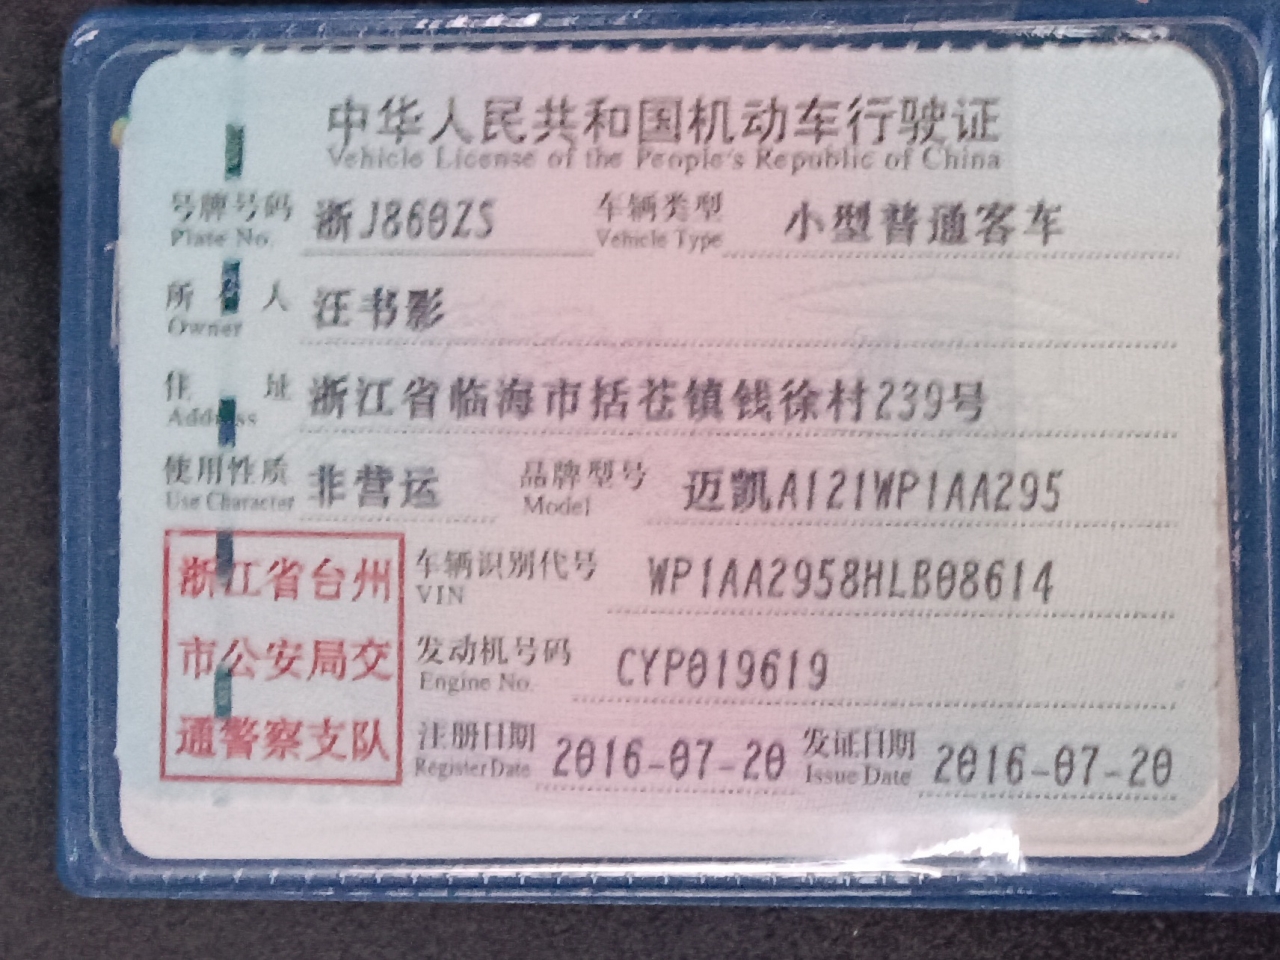 中华人民共和国机动车行驶证
Vehicle License of the People's Republic of China
号牌号码 浙J860ZS 车辆类型 小型普通客车
Plate No. Vehicle Type
所有人 汪书影
Owner
住址 浙江省临海市括苍镇钱徐村239号
Address
使用性质 非营运 品牌型号 迈凯A121WP1AA295
Use Character Model
浙江省台州 车辆识别代号 WP1AA2958HLB08614
VIN
市公安局交 发动机号码 CYP019619
Engine No.
通警察支队 注册日期 2016-07-20 发证日期 2016-07-20
Register Date Issue Date